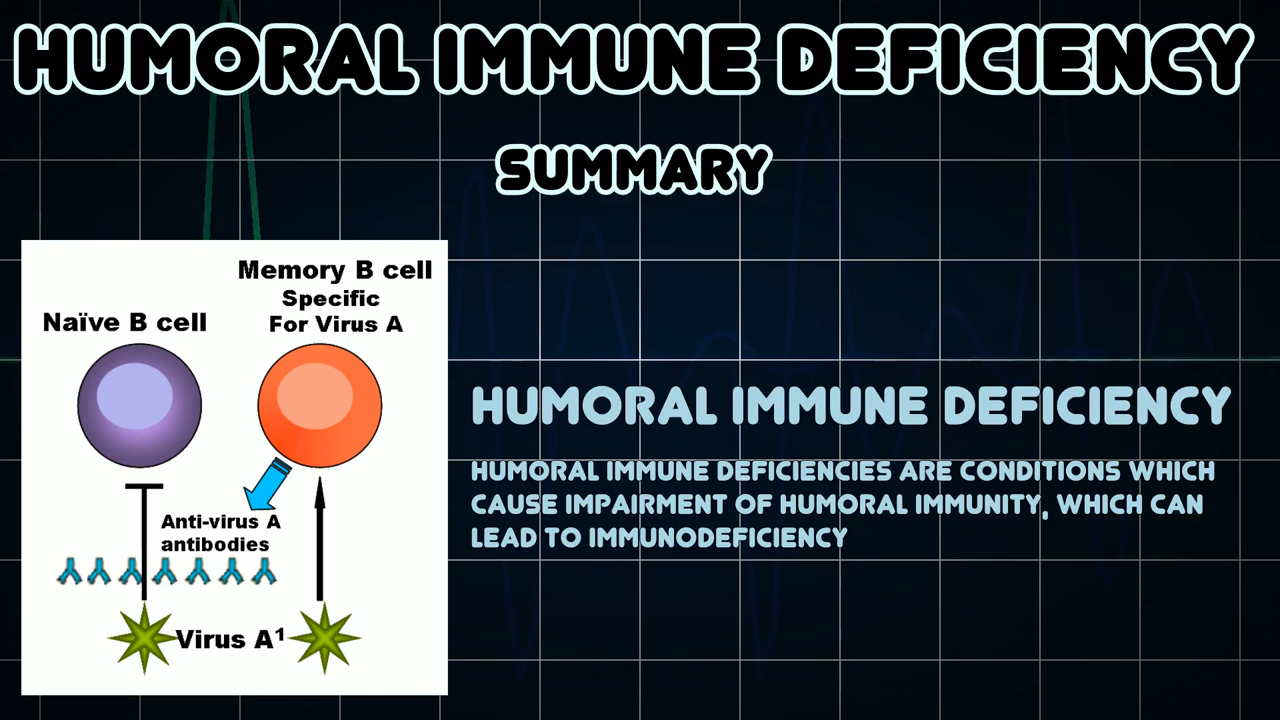 HUMORAL IMMUNE DEFICIENCY
SUMMARY
Memory B cell
Specific
For Virus A
Naïve B cell
Anti-virus A
antibodies
Virus A¹
HUMORAL IMMUNE DEFICIENCY
HUMORAL IMMUNE DEFICIENCIES ARE CONDITIONS WHICH
CAUSE IMPAIRMENT OF HUMORAL IMMUNITY, WHICH CAN
LEAD TO IMMUNODEFICIENCY